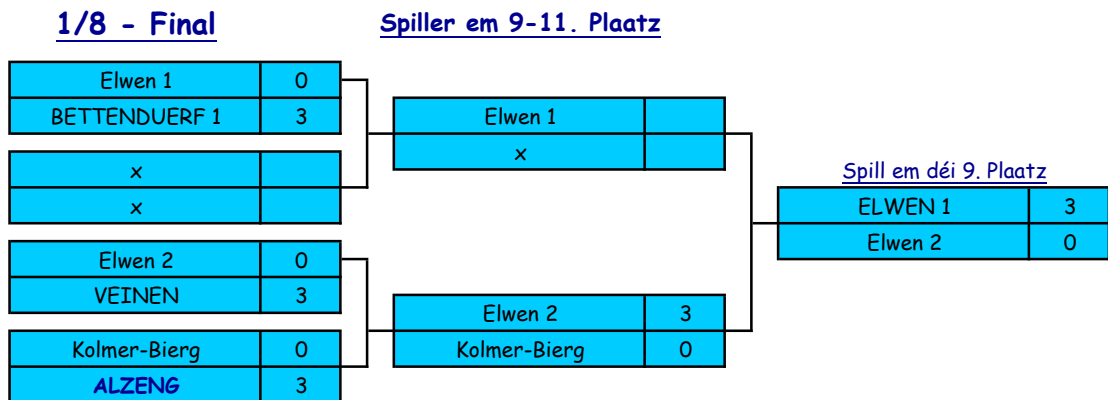 1/8 - Final
Spiller em 9-11. Plaatz
Elwen 1 0
BETTENDUERF 1 3
x
x
Elwen 2 0
VEINEN 3
Kolmer-Bierg 0
ALZENG 3
Elwen 1
x
Elwen 2 3
Kolmer-Bierg 0
Spill em déi 9. Plaatz
ELWEN 1 3
Elwen 2 0